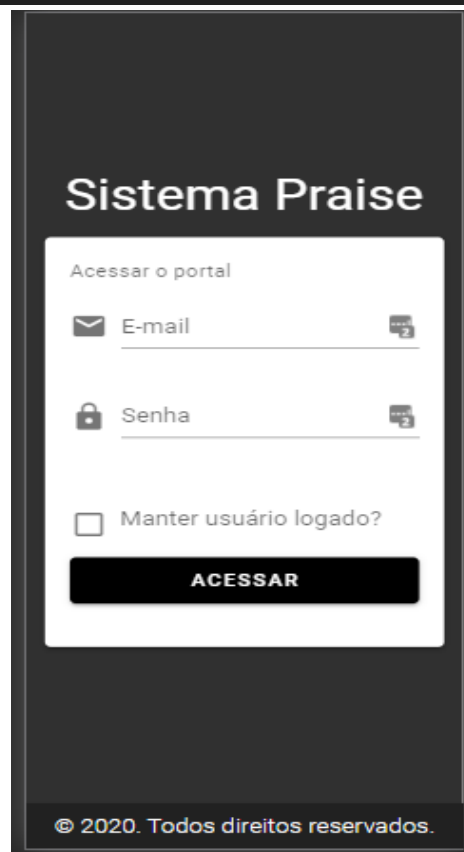 Sistema Praise
Acessar o portal
E-mail
Senha
Manter usuário logado?
ACESSAR
© 2020. Todos direitos reservados.